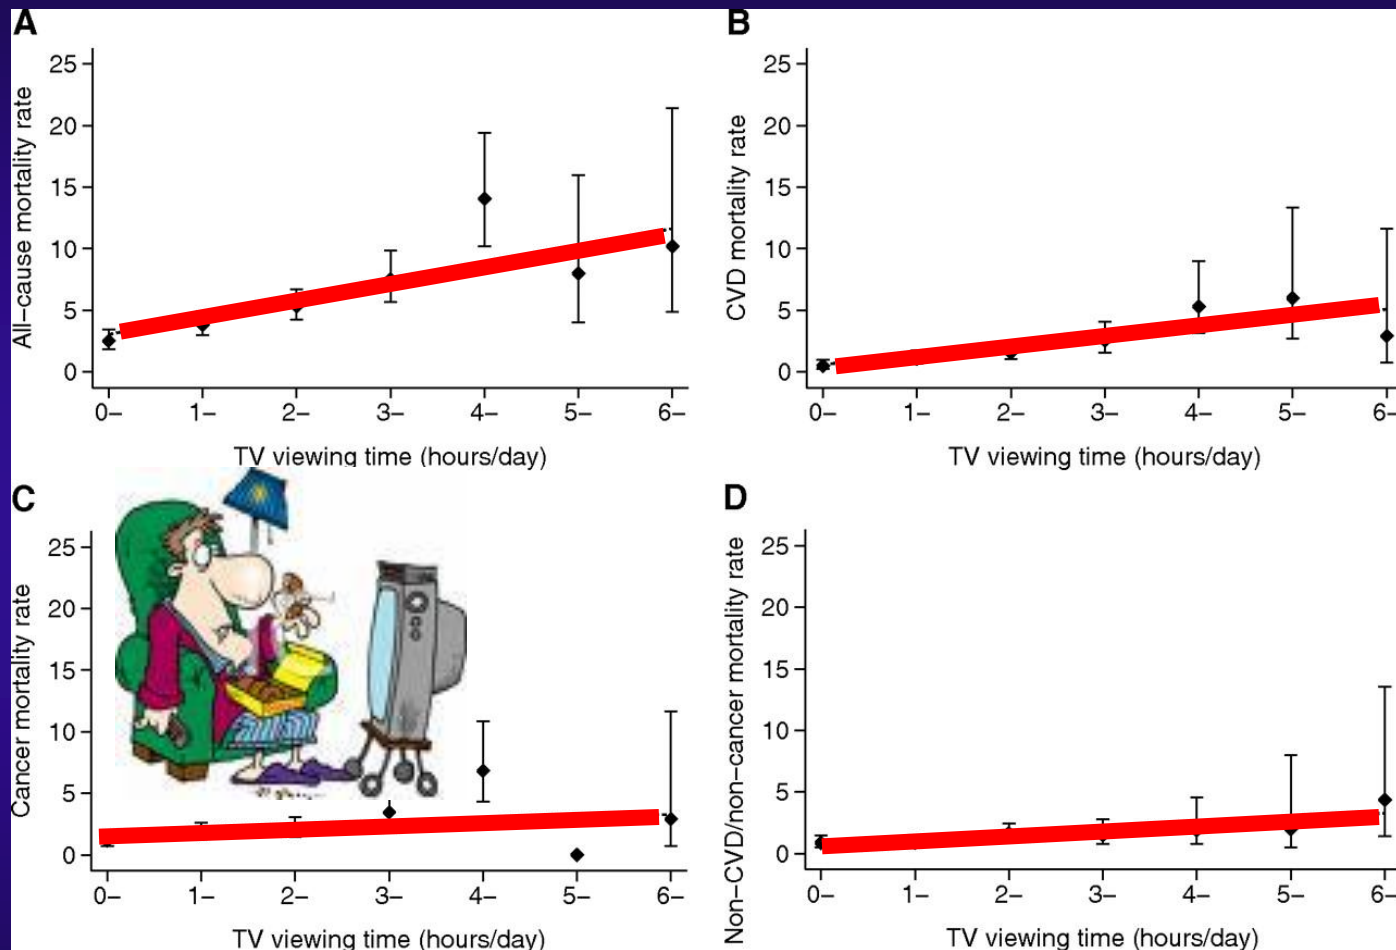 A
All–cause mortality rate
25
20
15
10
5
0
0– 1– 2– 3– 4– 5– 6–
TV viewing time (hours/day)
B
CVD mortality rate
25
20
15
10
5
0
0– 1– 2– 3– 4– 5– 6–
TV viewing time (hours/day)
C
Cancer mortality rate
25
20
15
10
5
0
0– 1– 2– 3– 4– 5– 6–
TV viewing time (hours/day)
D
Non–CVD/non–cancer mortality rate
25
20
15
10
5
0
0– 1– 2– 3– 4– 5– 6–
TV viewing time (hours/day)